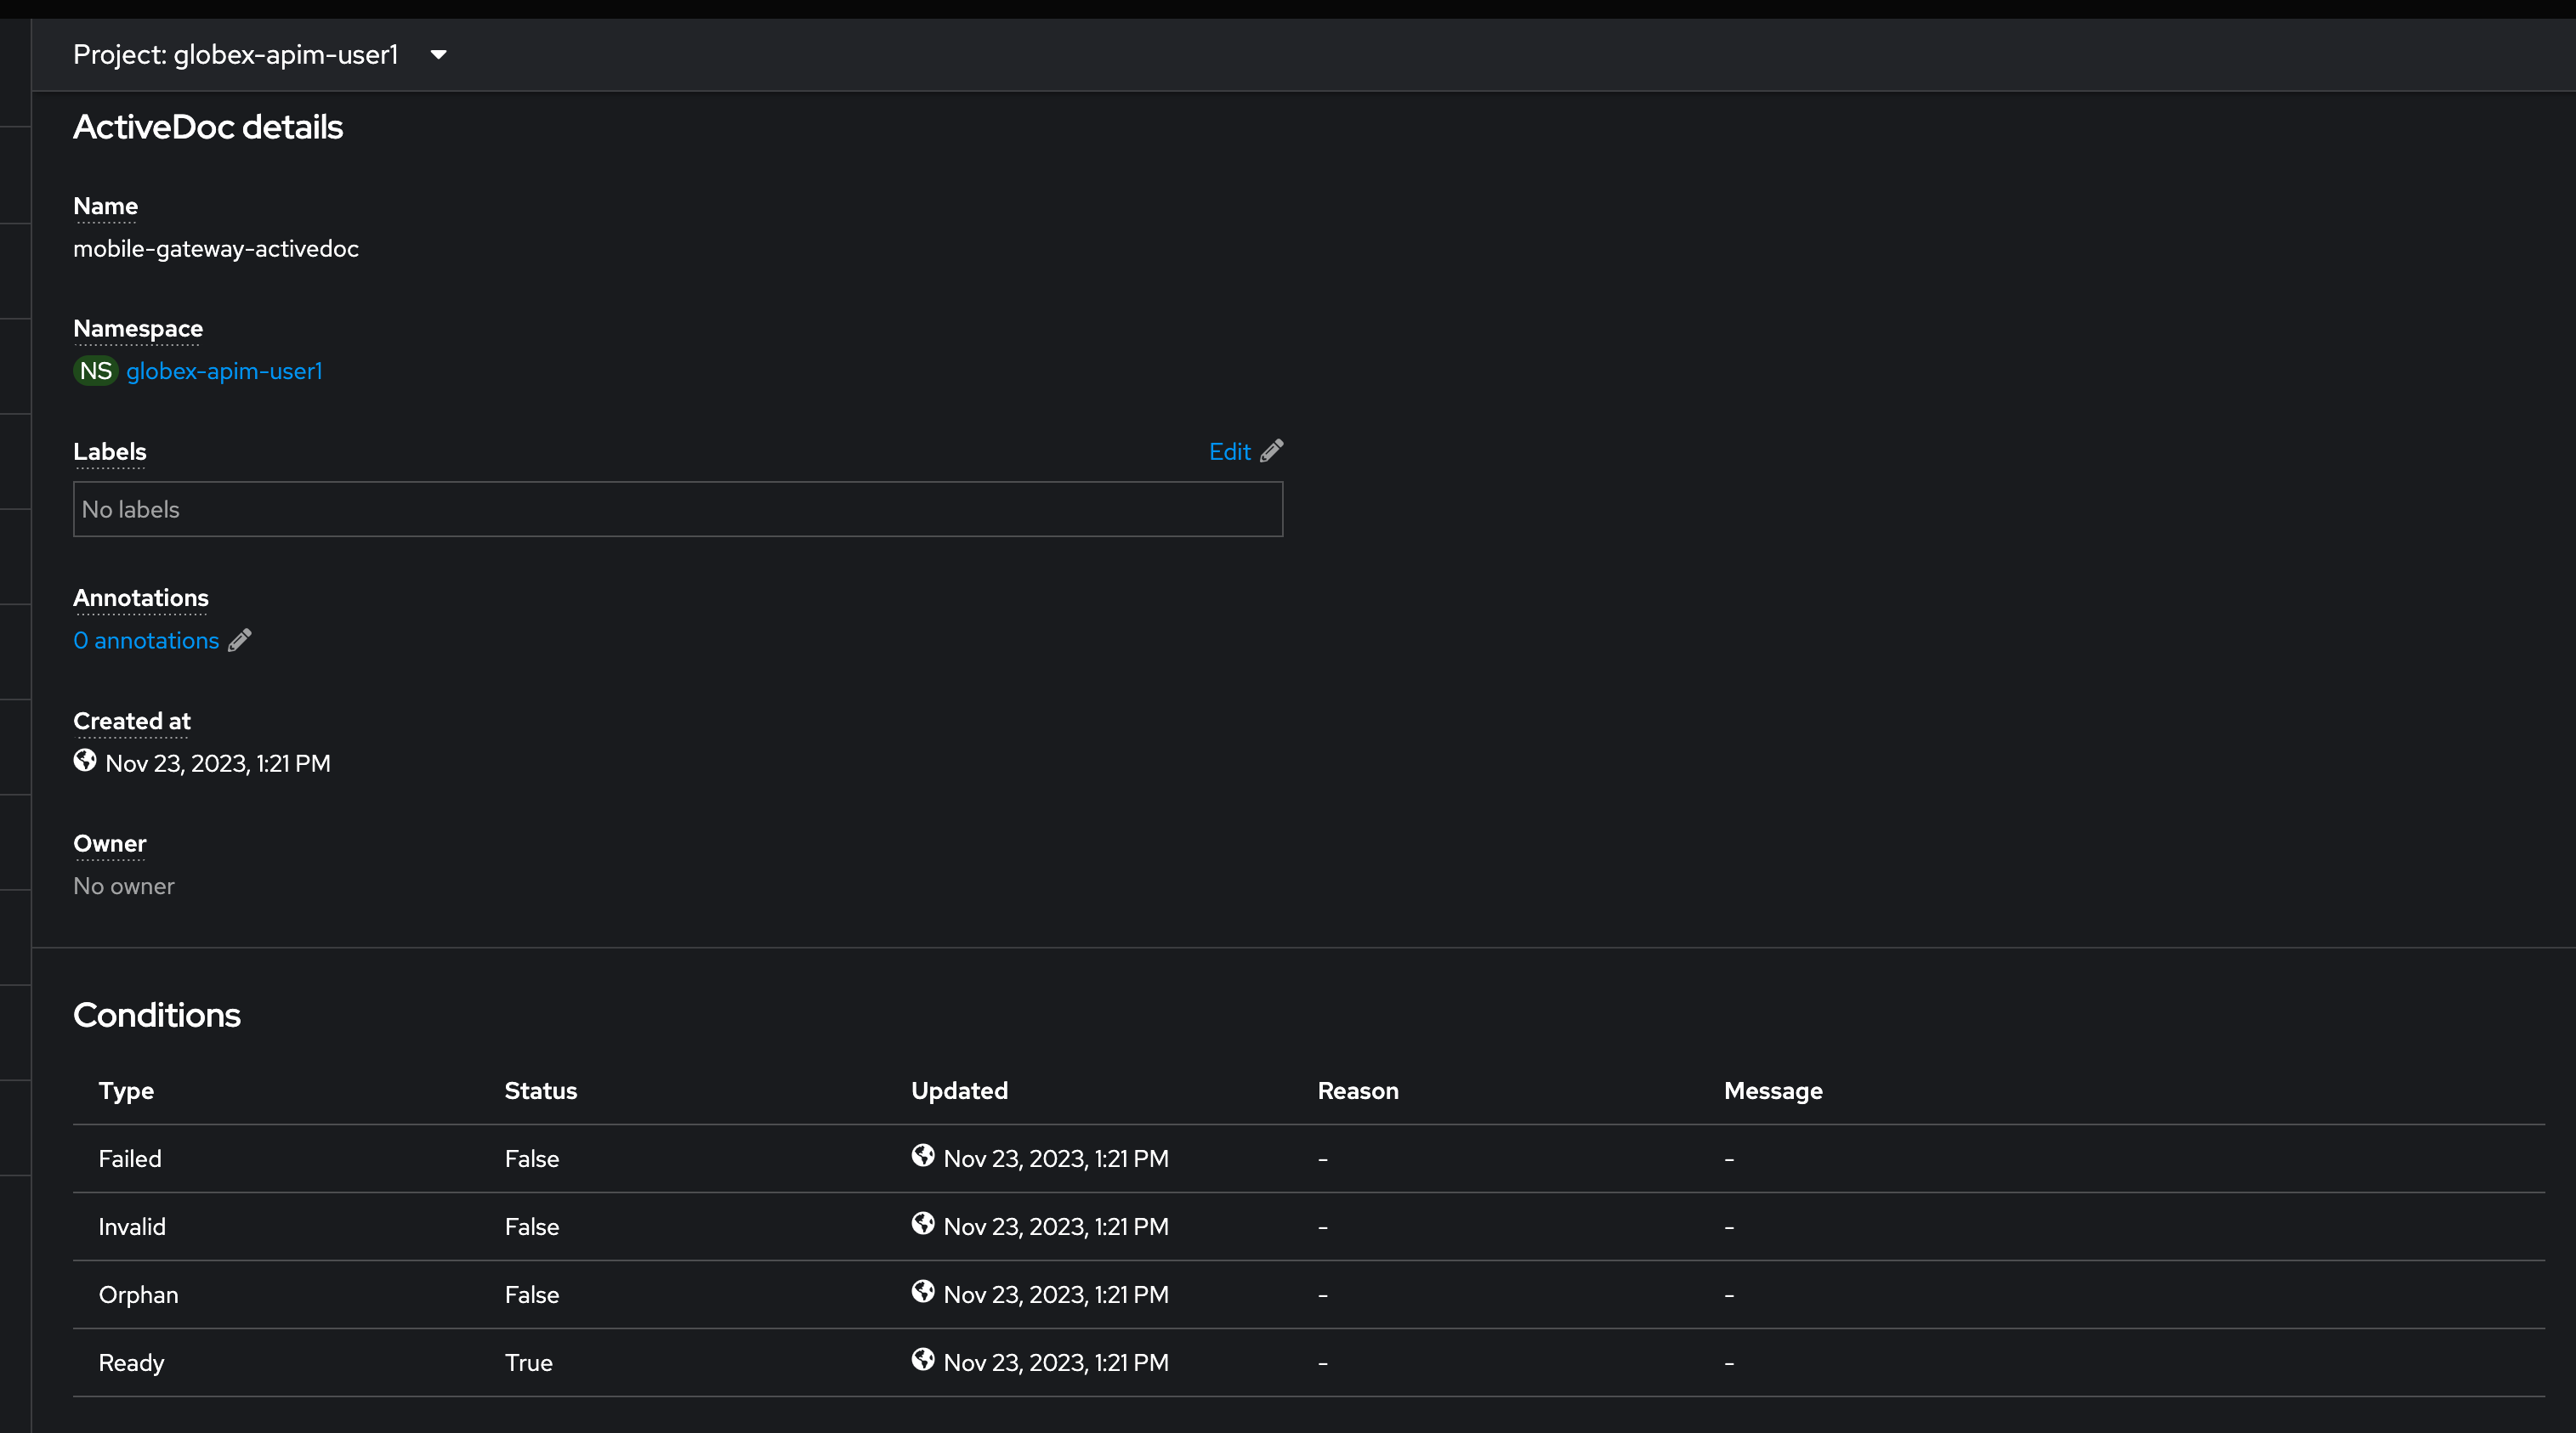 Project: globex-apim-user1
ActiveDoc details
Name
mobile-gateway-activedoc
Namespace
NS globex-apim-user1
Labels Edit
No labels
Annotations
0 annotations
Created at
Nov 23, 2023, 1:21 PM
Owner
No owner
Conditions
Type Status Updated Reason Message
Failed False Nov 23, 2023, 1:21 PM - -
Invalid False Nov 23, 2023, 1:21 PM - -
Orphan False Nov 23, 2023, 1:21 PM - -
Ready True Nov 23, 2023, 1:21 PM - -